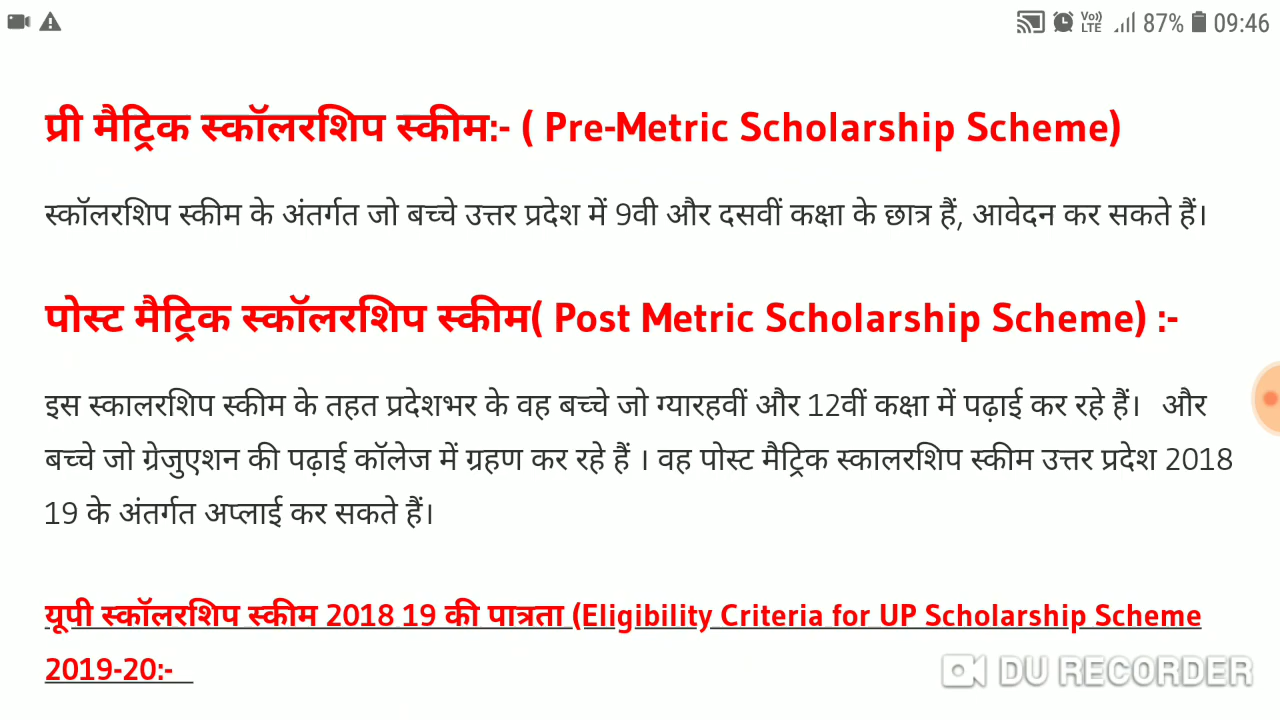 Vo)) LTE 87% 09:46
प्री मैट्रिक स्कॉलरशिप स्कीम:- ( Pre-Metric Scholarship Scheme)
स्कॉलरशिप स्कीम के अंतर्गत जो बच्चे उत्तर प्रदेश में 9वी और दसवीं कक्षा के छात्र हैं, आवेदन कर सकते हैं।
पोस्ट मैट्रिक स्कॉलरशिप स्कीम( Post Metric Scholarship Scheme) :-
इस स्कालरशिप स्कीम के तहत प्रदेशभर के वह बच्चे जो ग्यारहवीं और 12वीं कक्षा में पढ़ाई कर रहे हैं। और
बच्चे जो ग्रेजुएशन की पढ़ाई कॉलेज में ग्रहण कर रहे हैं । वह पोस्ट मैट्रिक स्कालरशिप स्कीम उत्तर प्रदेश 2018
19 के अंतर्गत अप्लाई कर सकते हैं।
यूपी स्कॉलरशिप स्कीम 2018 19 की पात्रता (Eligibility Criteria for UP Scholarship Scheme
2019-20:-
DU RECORDER